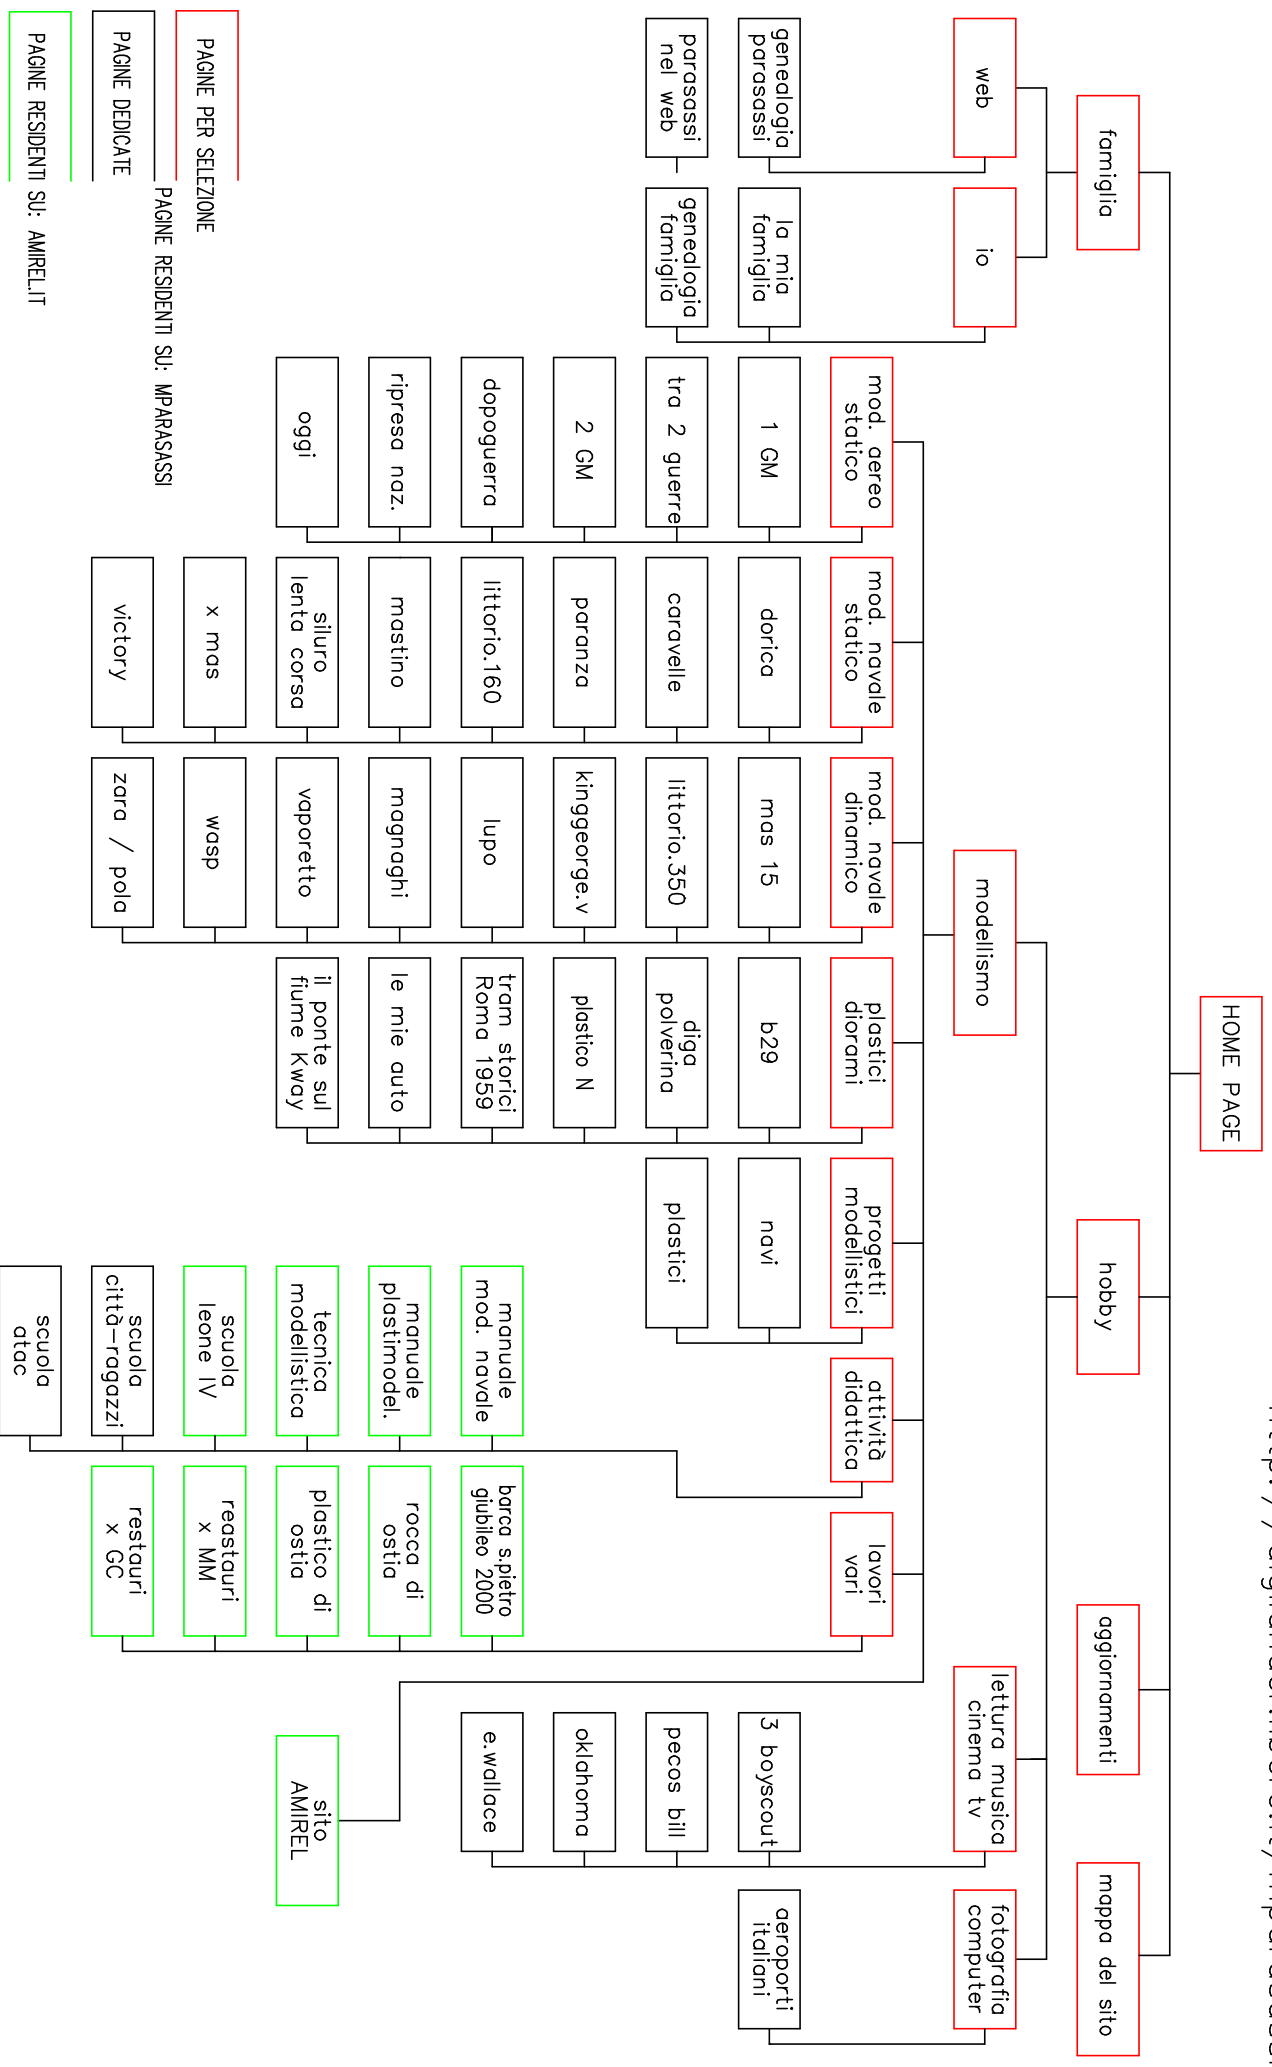 HOME PAGE
famiglia
hobby
aggiornamenti
mappa del sito
web
io
modellismo
lettura musica
cinema tv
fotografia
computer
mod. aereo
statico
mod. navale
statico
mod. navale
dinamico
plastici
diorami
progetti
modellistici
attività
didattica
lavori
vari
genealogia
parasassi
la mia
famiglia
1 GM
dorica
mas 15
b29
navi
3 boyscout
aeroporti
italiani
parasassi
nel web
genealogia
famiglia
tra 2 guerre
caravelle
littorio.350
diga
polverina
plastici
pecos bill
2 GM
paranza
kinggeorge.v
plastico N
oklahoma
dopoguerra
littorio.160
lupo
tram storici
Roma 1959
manuale
mod. navale
barca s.pietro
giubileo 2000
e.wallace
ripresa naz.
mastino
magnaghi
le mie auto
manuale
plastimodel.
rocca di
ostia
oggi
siluro
lenta corsa
vaporetto
il ponte sul
fiume Kway
tecnica
modellistica
plastico di
ostia
sito
AMIREL
x mas
wasp
scuola
leone IV
reastauri
x MM
victory
zara / pola
scuola
città-ragazzi
restauri
x GC
scuola
atac
PAGINE PER SELEZIONE
PAGINE RESIDENTI SU: MPARASASSI
PAGINE DEDICATE
PAGINE RESIDENTI SU: AMIREL.IT